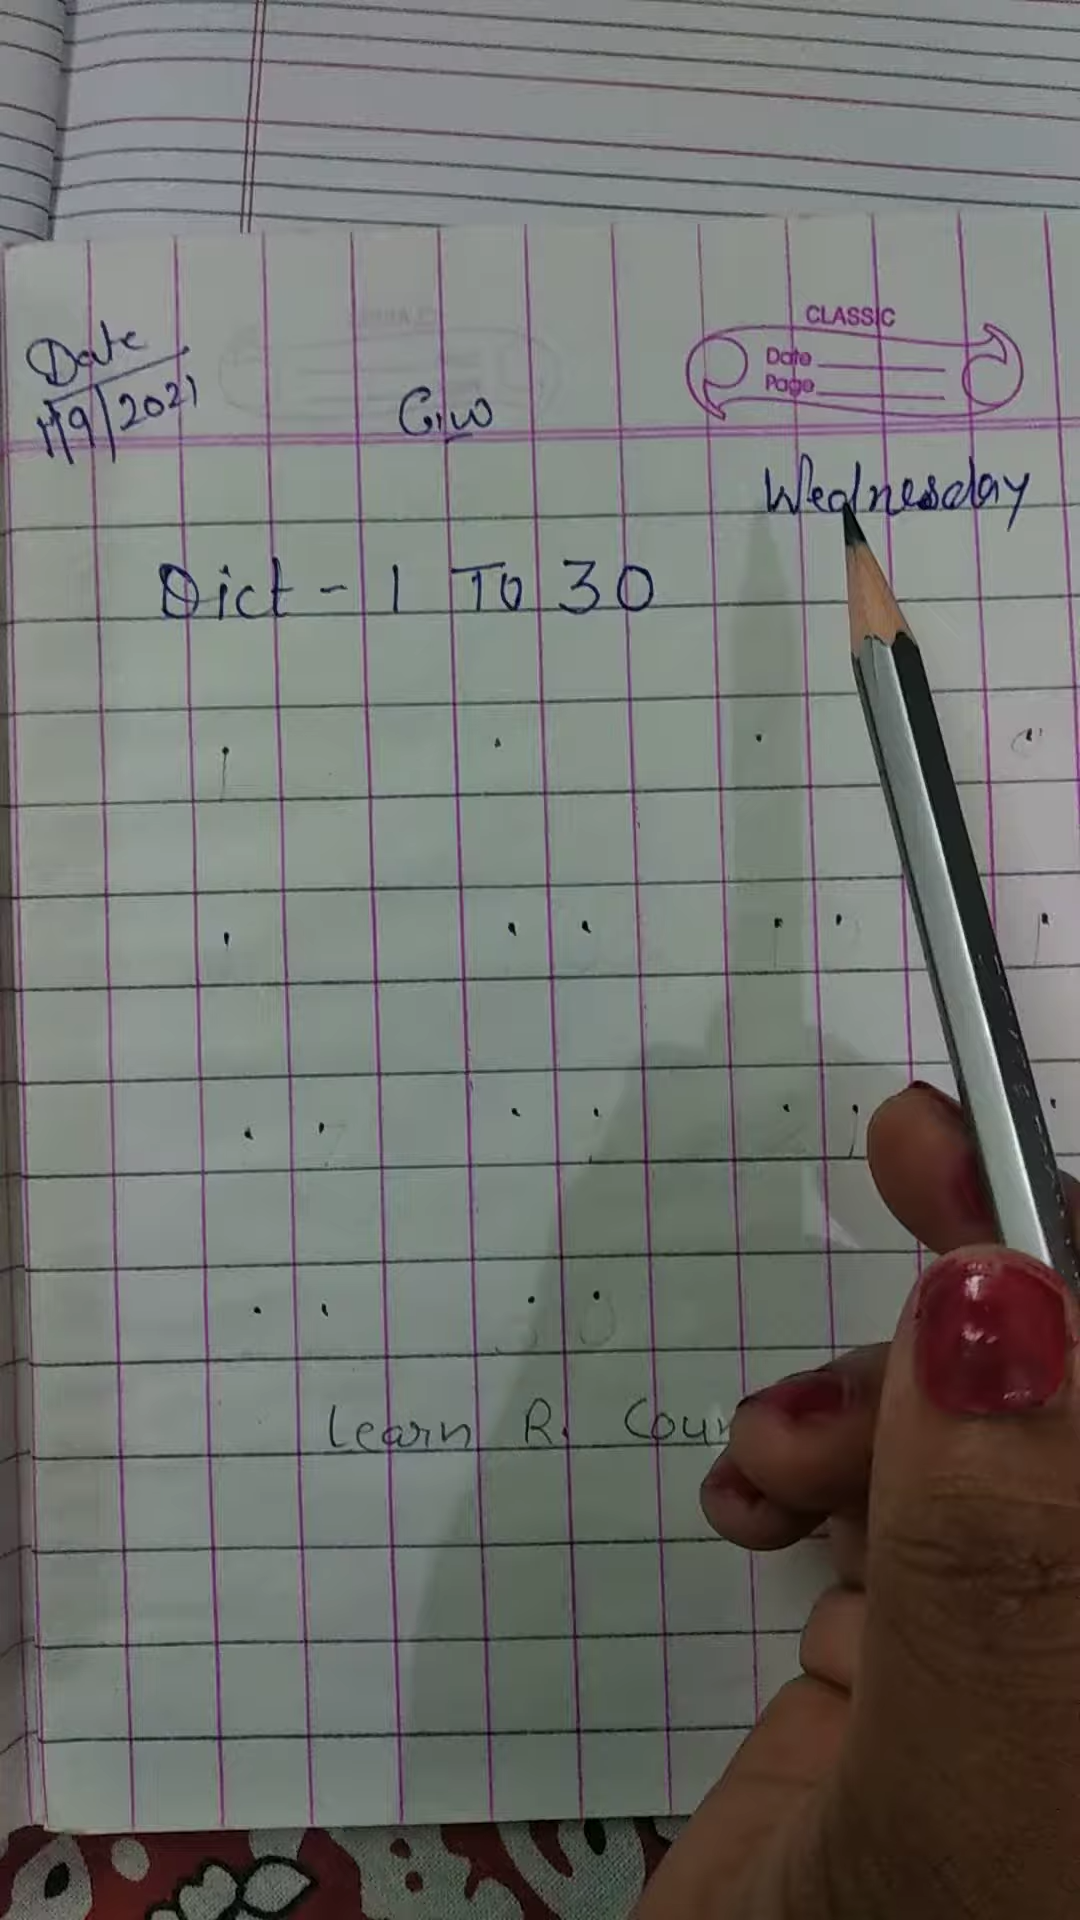 CLASSIC
Date
Date
Page
1/9/2021
C.w
Wednesday
Dict - 1 To 30
Learn R.